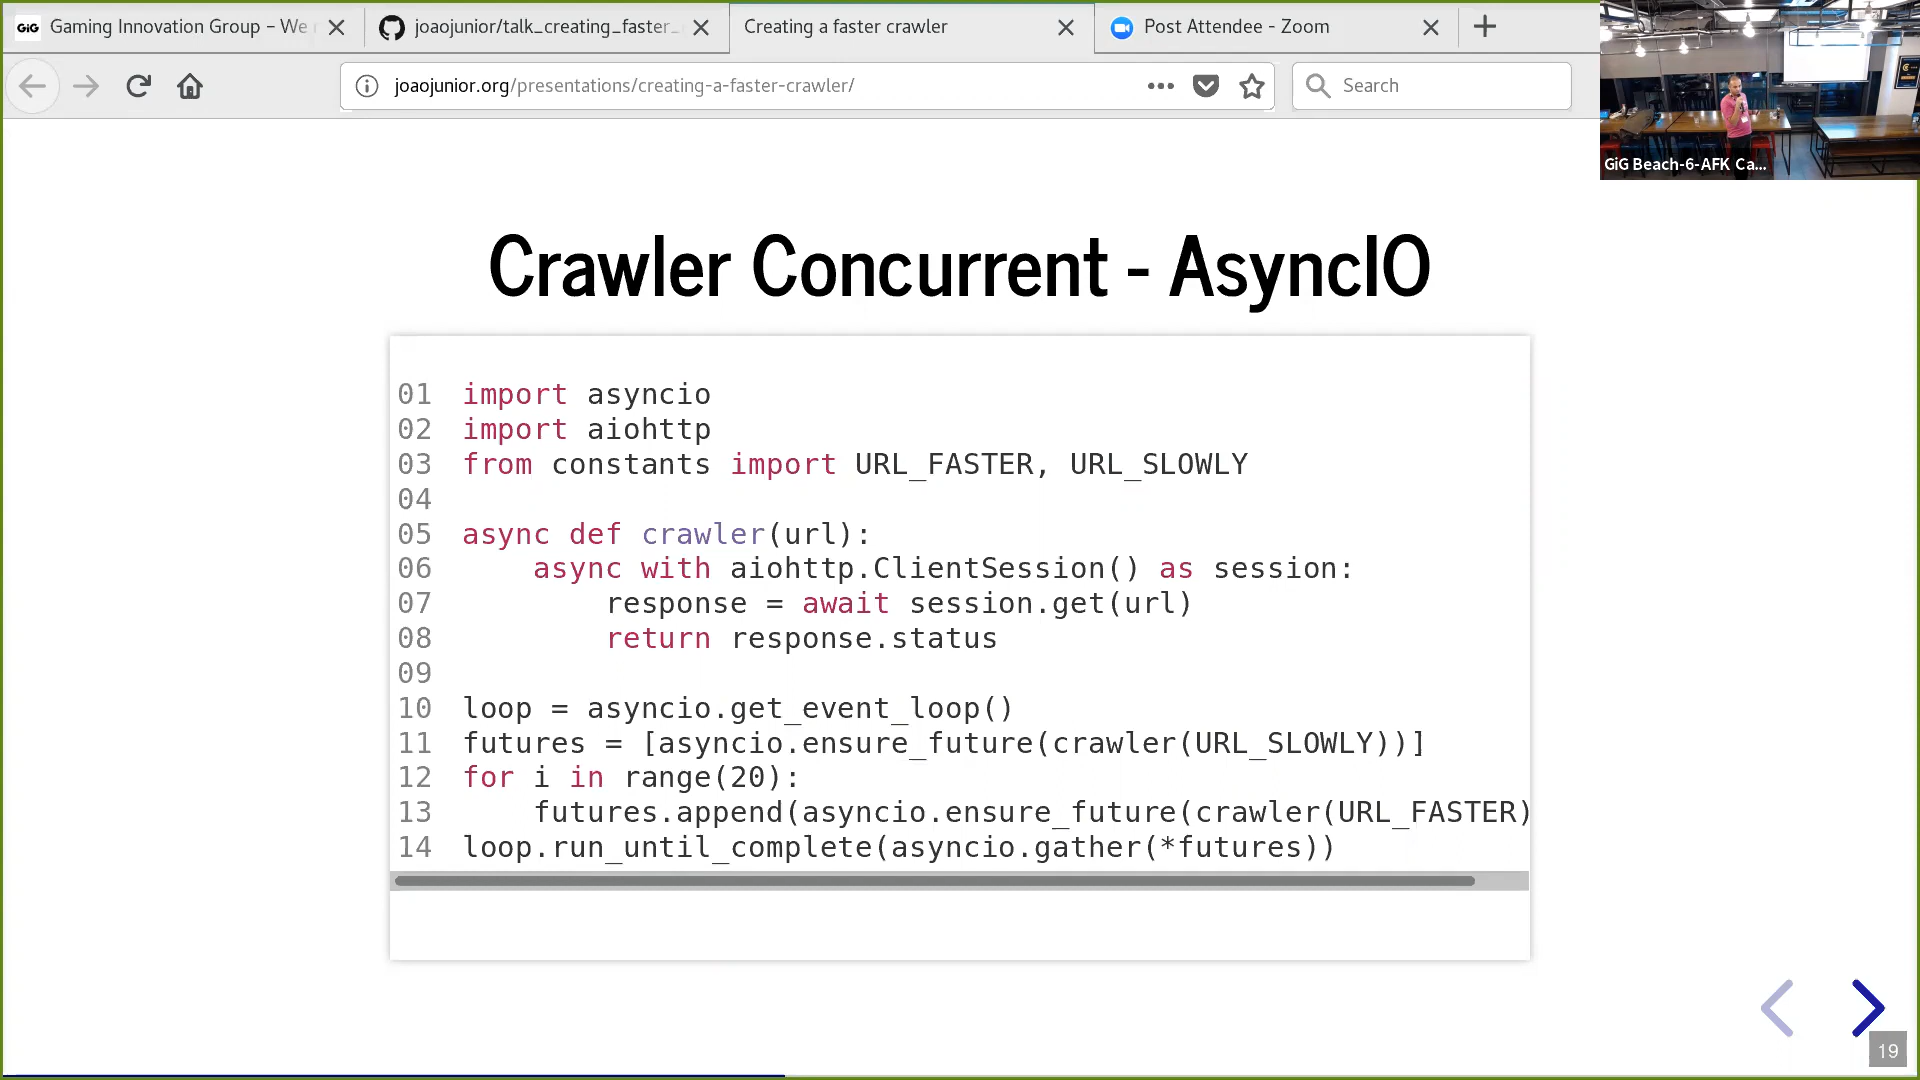 GiG Gaming Innovation Group – We
joaojunior/talk_creating_faster_
Creating a faster crawler
Post Attendee - Zoom
joaojunior.org/presentations/creating-a-faster-crawler/
Search
GiG Beach-6-AFK Ca...
Crawler Concurrent - AsyncIO
01 import asyncio
02 import aiohttp
03 from constants import URL_FASTER, URL_SLOWLY
04
05 async def crawler(url):
06     async with aiohttp.ClientSession() as session:
07         response = await session.get(url)
08         return response.status
09
10 loop = asyncio.get_event_loop()
11 futures = [asyncio.ensure_future(crawler(URL_SLOWLY))]
12 for i in range(20):
13     futures.append(asyncio.ensure_future(crawler(URL_FASTER)
14 loop.run_until_complete(asyncio.gather(*futures))
19